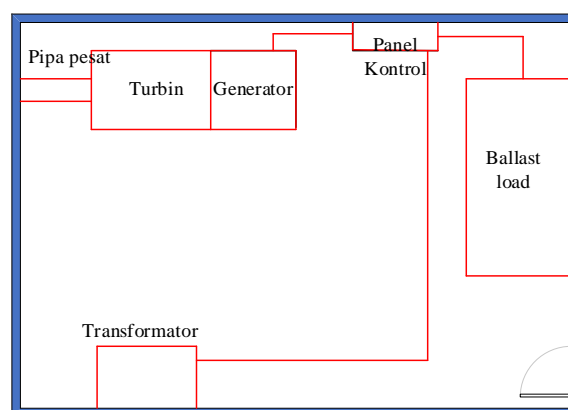 Panel
Kontrol
Pipa pesat
Turbin
Generator
Ballast
load
Transformator